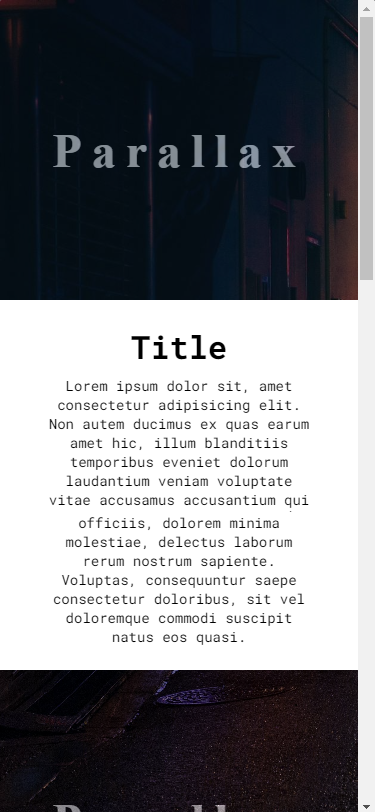 Parallax
Title
Lorem ipsum dolor sit, amet
consectetur adipisicing elit.
Non autem ducimus ex quas earum
amet hic, illum blanditiis
temporibus eveniet dolorum
laudantium veniam voluptate
vitae accusamus accusantium qui
officiis, dolorem minima
molestiae, delectus laborum
rerum nostrum sapiente.
Voluptas, consequuntur saepe
consectetur doloribus, sit vel
doloremque commodi suscipit
natus eos quasi.